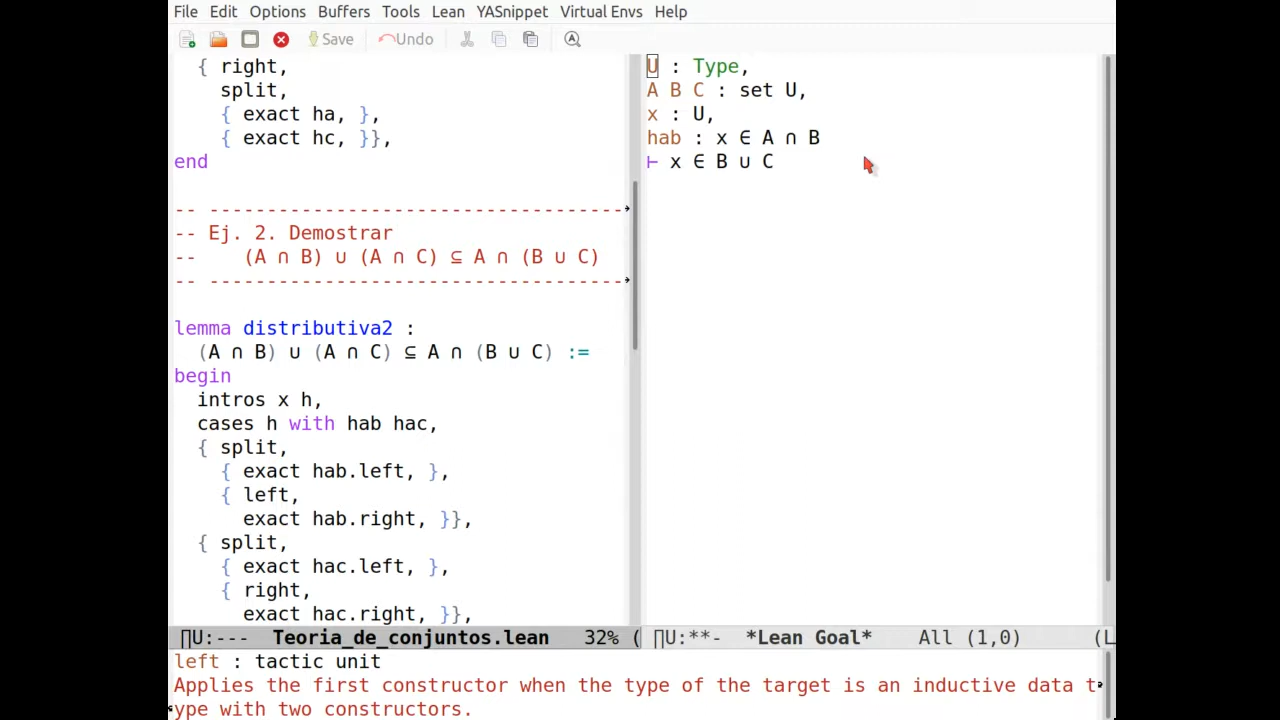 File Edit Options Buffers Tools Lean YASnippet Virtual Envs Help
Save Undo
{ right,
split,
{ exact ha, },
{ exact hc, }},
end
-- ------------------------------------
-- Ej. 2. Demostrar
--    (A ∩ B) ∪ (A ∩ C) ⊆ A ∩ (B ∪ C)
-- ------------------------------------
lemma distributiva2 :
(A ∩ B) ∪ (A ∩ C) ⊆ A ∩ (B ∪ C) :=
begin
intros x h,
cases h with hab hac,
{ split,
{ exact hab.left, },
{ left,
exact hab.right, }},
{ split,
{ exact hac.left, },
{ right,
exact hac.right, }},
U : Type,
A B C : set U,
x : U,
hab : x ∈ A ∩ B
⊢ x ∈ B ∪ C
∏U:--- Teoria_de_conjuntos.lean 32% (
∏U:**- *Lean Goal* All (1,0) (L
left : tactic unit
Applies the first constructor when the type of the target is an inductive data t
ype with two constructors.